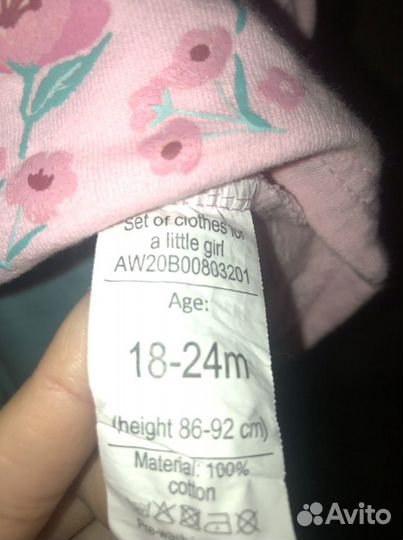 Set of clothes for
a little girl
AW20B00803201
Age:
18-24m
(height 86-92 cm)
Material: 100%
cotton
Avito